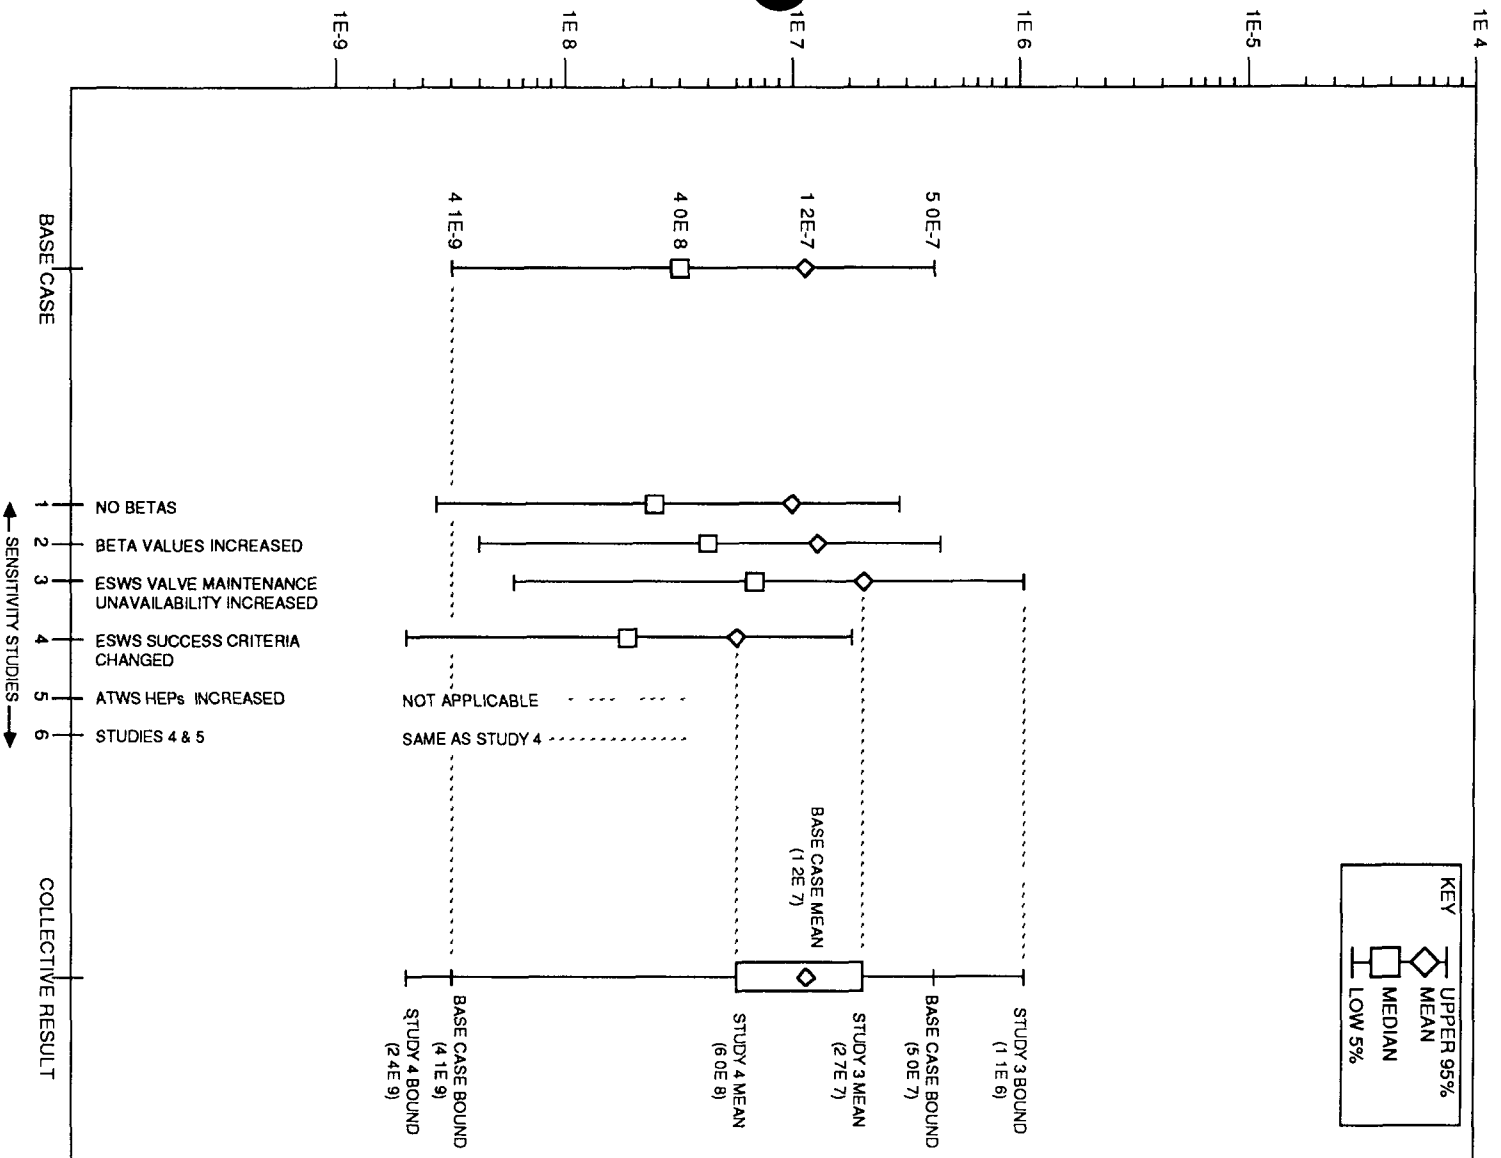 1E 4
1E-5
1E 6
1E 7
1E 8
1E-9
5 0E-7
1 2E-7
4 0E 8
4 1E-9
BASE CASE
1
NO BETAS
2
BETA VALUES INCREASED
3
ESWS VALVE MAINTENANCE
UNAVAILABILITY INCREASED
4
ESWS SUCCESS CRITERIA
CHANGED
5
ATWS HEPs INCREASED
NOT APPLICABLE
6
STUDIES 4 & 5
SAME AS STUDY 4
SENSITIVITY STUDIES
BASE CASE MEAN
(1 2E 7)
COLLECTIVE RESULT
STUDY 3 BOUND
(1 1E 6)
BASE CASE BOUND
(5 0E 7)
STUDY 3 MEAN
(2 7E 7)
STUDY 4 MEAN
(6 0E 8)
BASE CASE BOUND
(4 1E 9)
STUDY 4 BOUND
(2 4E 9)
KEY
UPPER 95%
MEAN
MEDIAN
LOW 5%